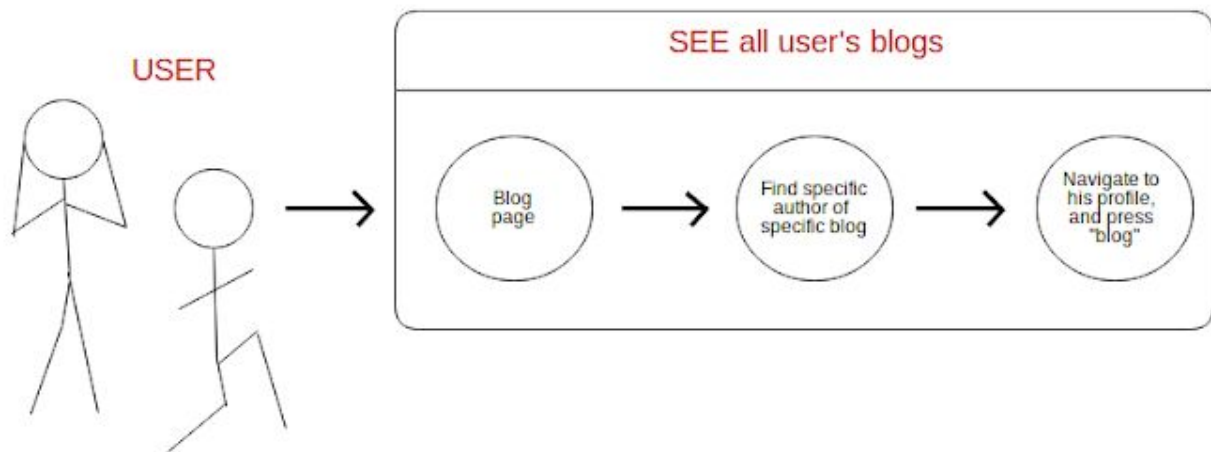 USER
SEE all user's blogs
Blog
page
Find specific
author of
specific blog
Navigate to
his profile,
and press
"blog"